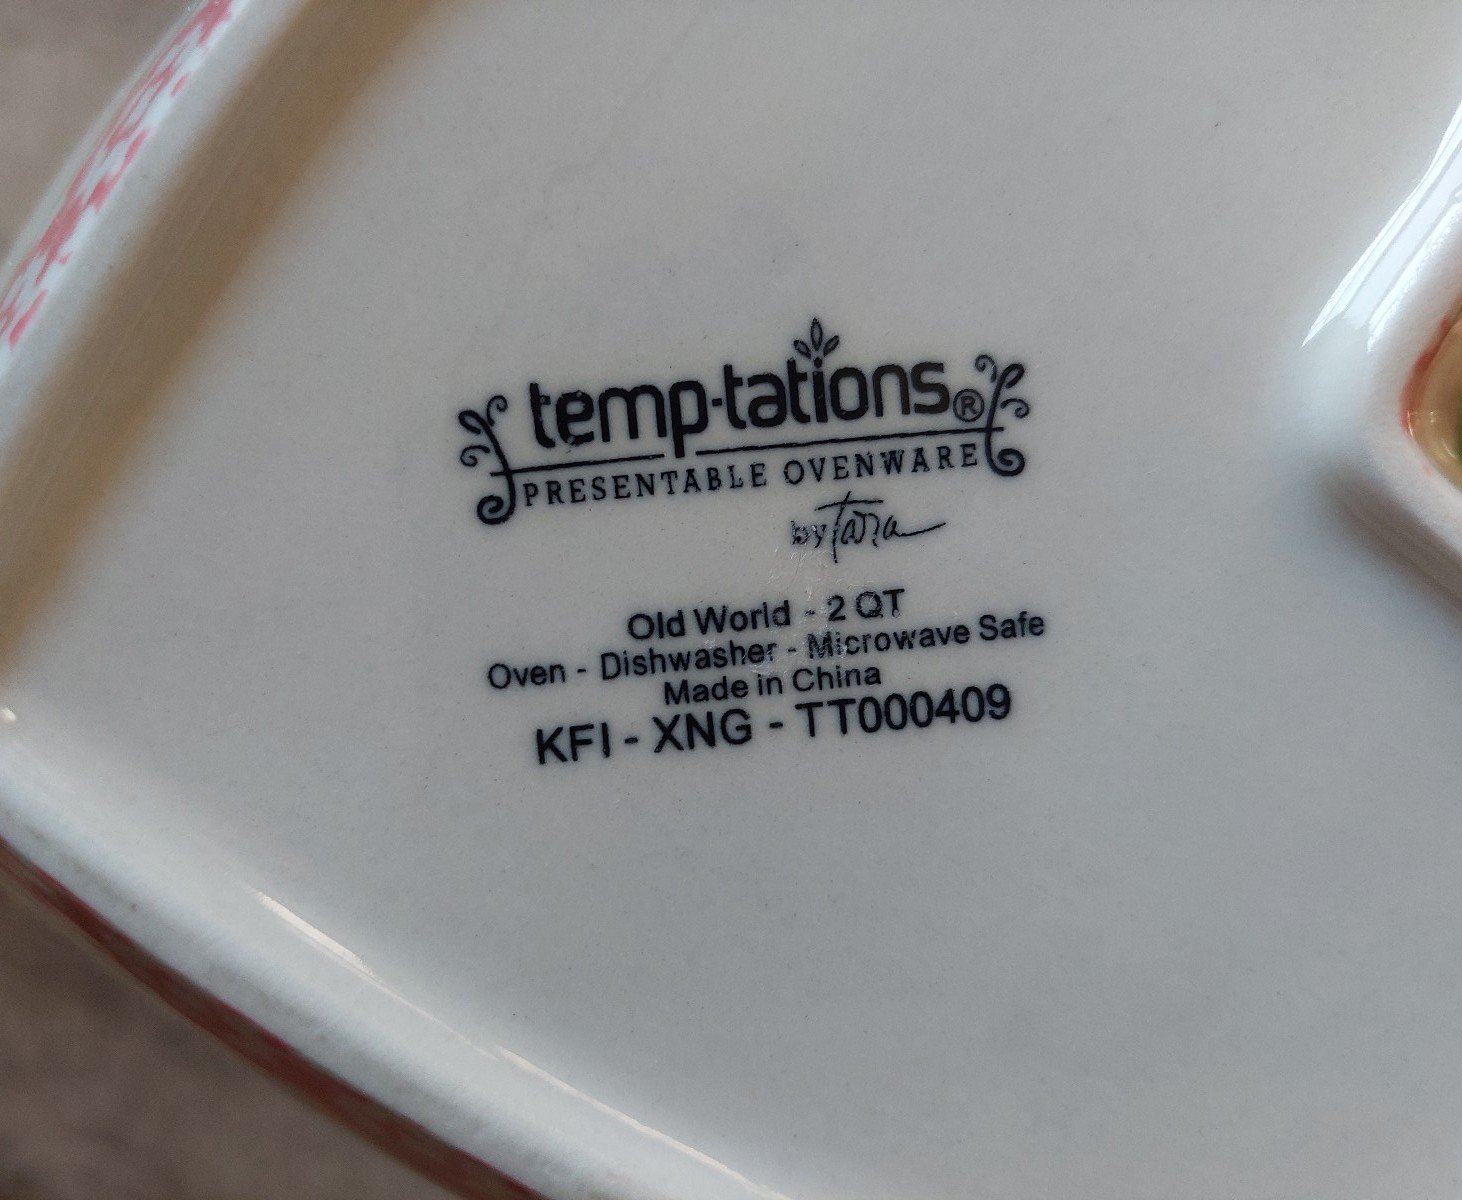 temp·tations®
PRESENTABLE OVENWARE
by Tara
Old World - 2 QT
Oven - Dishwasher - Microwave Safe
Made in China
KFI - XNG - TT000409